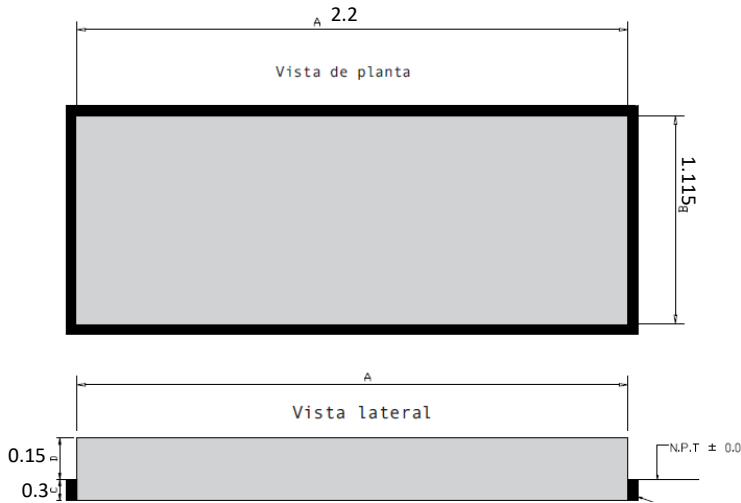 A 2.2
Vista de planta
1.115 B
A
Vista lateral
0.15 D
N.P.T ± 0.0
0.3 C